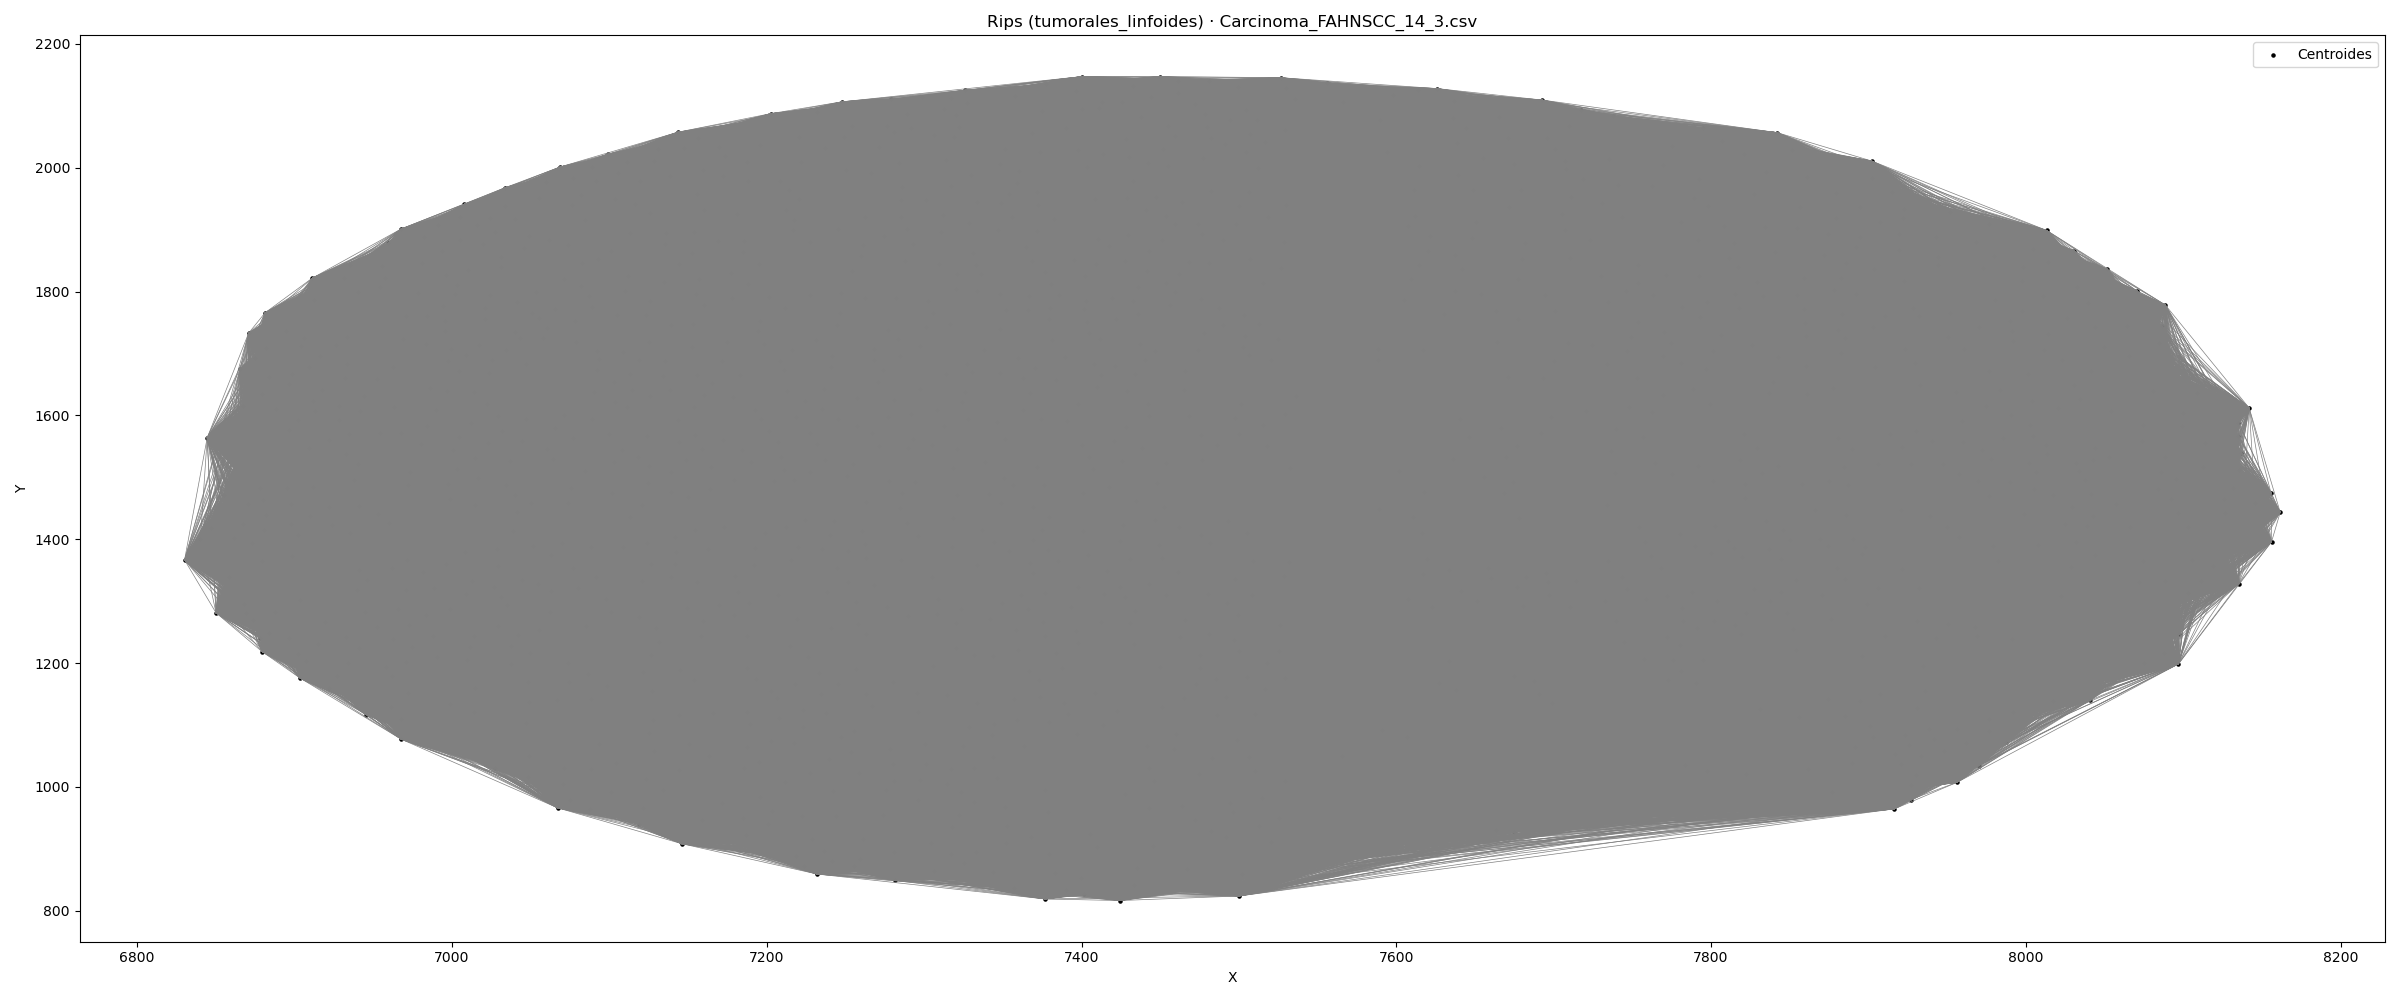 Rips (tumorales_linfoides) · Carcinoma_FAHNSCC_14_3.csv
Centroides
2200
2000
1800
1600
1400
1200
1000
800
Y
6800 7000 7200 7400 7600 7800 8000 8200
X